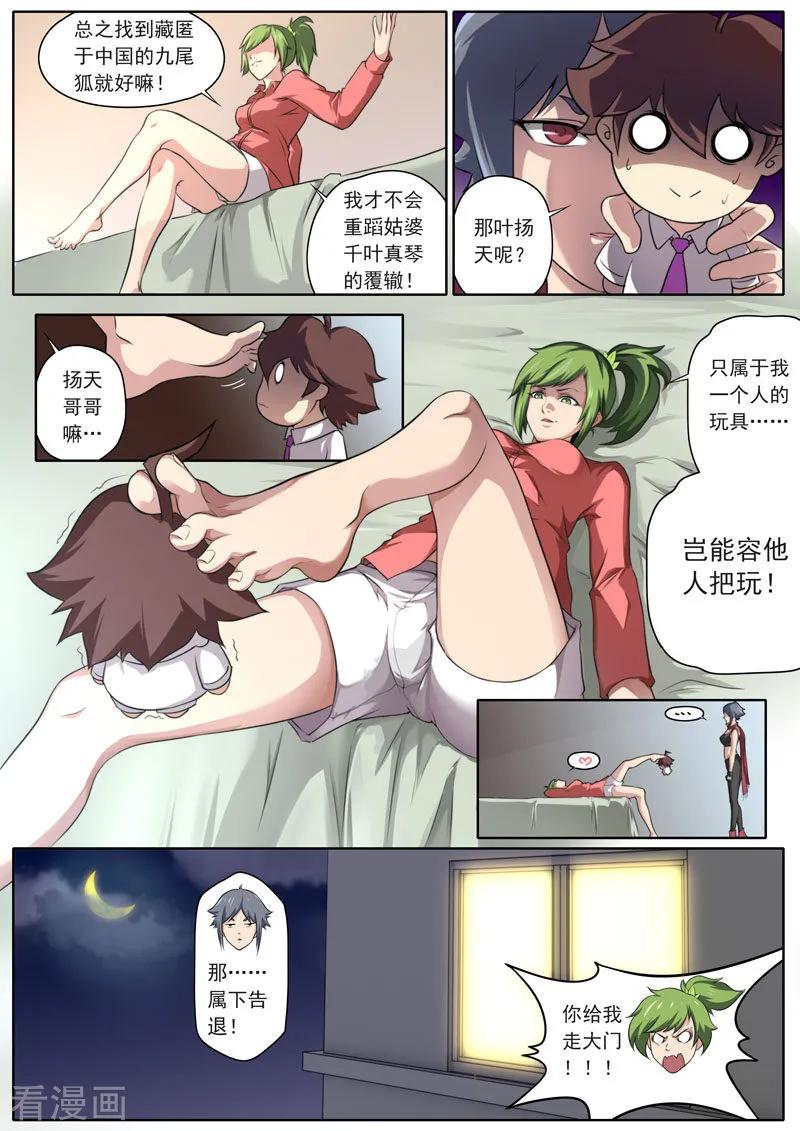 总之找到藏匿
于中国的九尾
狐就好嘛！
我才不会
重蹈姑婆
千叶真琴
的覆辙！
那叶扬
天呢？
扬天
哥哥
嘛…
只属于我
一个人的
玩具……
岂能容他
人把玩！
…
那……
属下告
退！
你给我
走大门
！！！
看漫画